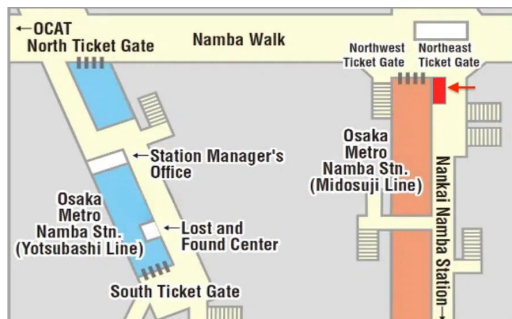 ←OCAT
North Ticket Gate
Namba Walk
Northwest
Ticket Gate
Northeast
Ticket Gate
←Station Manager's
Office
Osaka
Metro
Namba Stn.
(Midosuji Line)
Osaka
Metro
Namba Stn.
(Yotsubashi Line)
←Lost and
Found Center
South Ticket Gate
Nankai Namba Station→